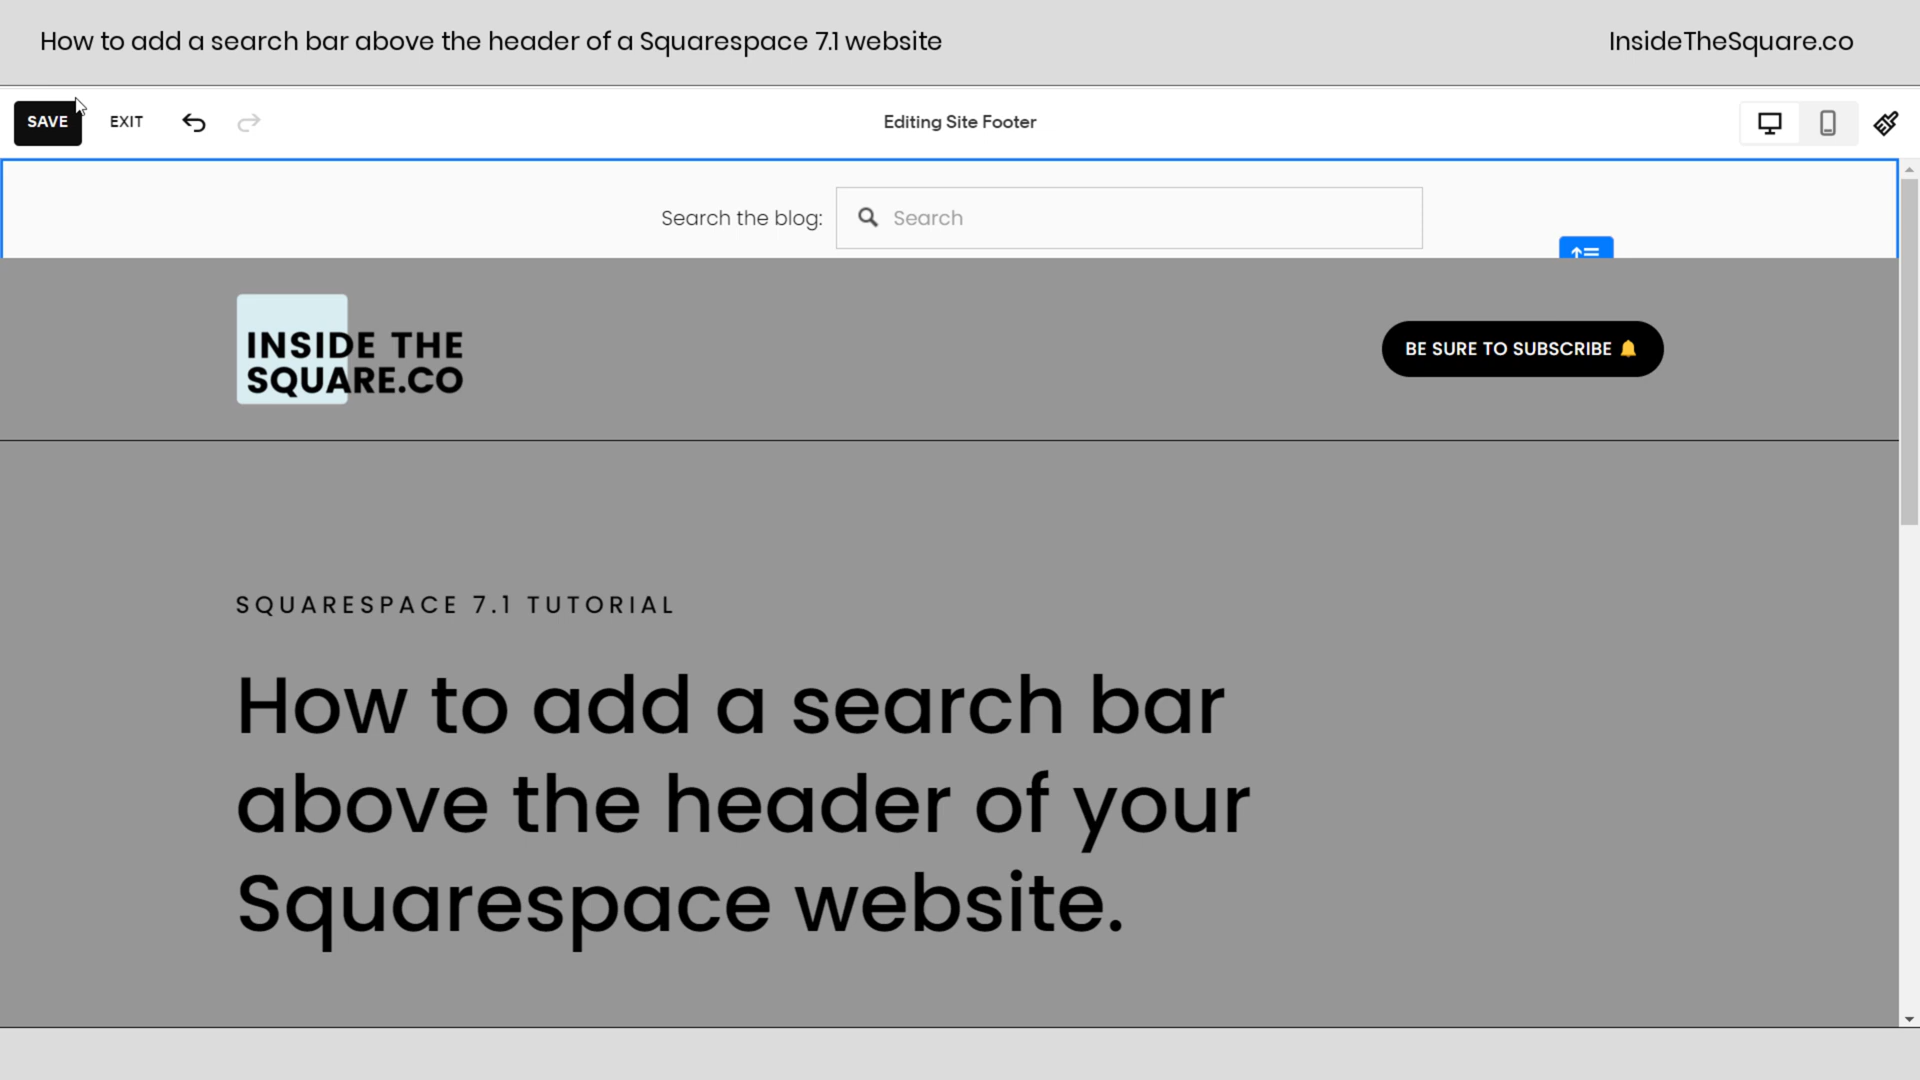 How to add a search bar above the header of a Squarespace 7.1 website
InsideTheSquare.co
SAVE
EXIT
Editing Site Footer
Search the blog:
Search
INSIDE THE
SQUARE.CO
BE SURE TO SUBSCRIBE 🔔
SQUARESPACE 7.1 TUTORIAL
How to add a search bar
above the header of your
Squarespace website.